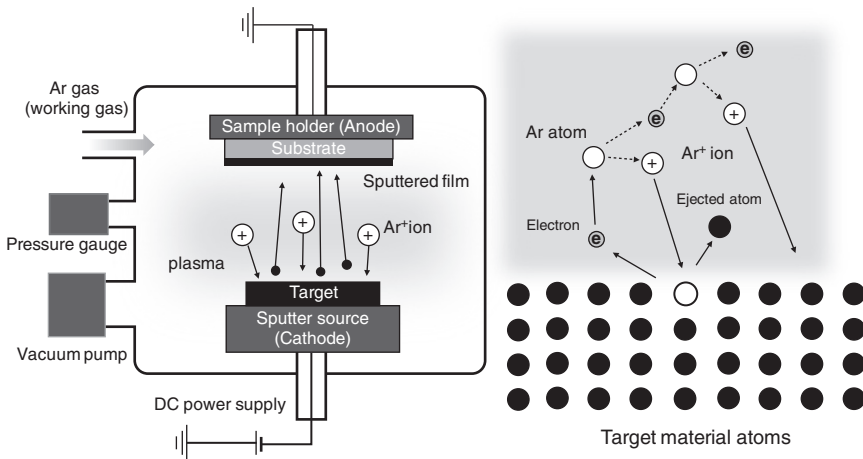 Ar gas
(working gas)
Sample holder (Anode)
Substrate
Sputtered film
Pressure gauge
+
+
+
Ar+ion
plasma
Target
Sputter source
(Cathode)
Vacuum pump
DC power supply
e
e
+
Ar atom
+
Ar+ ion
Ejected atom
Electron
e
Target material atoms